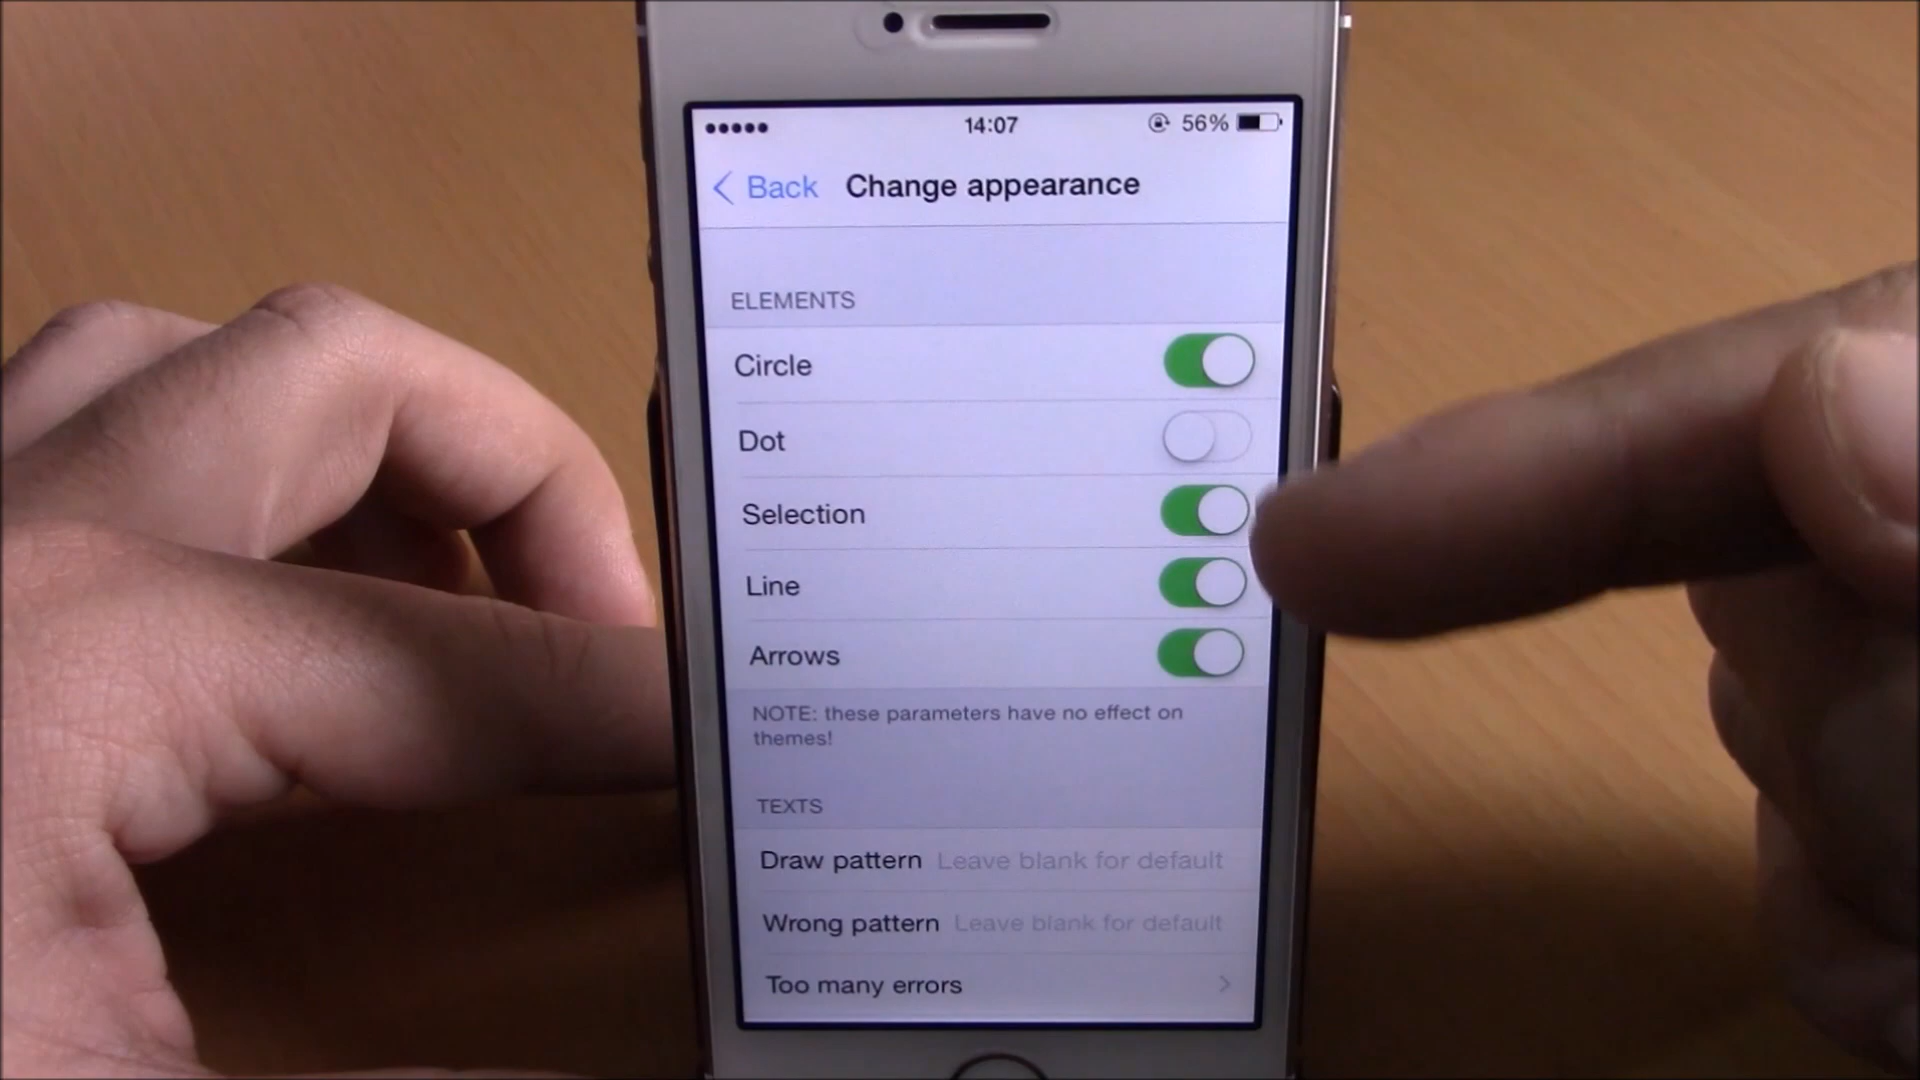 14:07
56%
Back
Change appearance
ELEMENTS
Circle
Dot
Selection
Line
Arrows
NOTE: these parameters have no effect on
themes!
TEXTS
Draw pattern Leave blank for default
Wrong pattern Leave blank for default
Too many errors